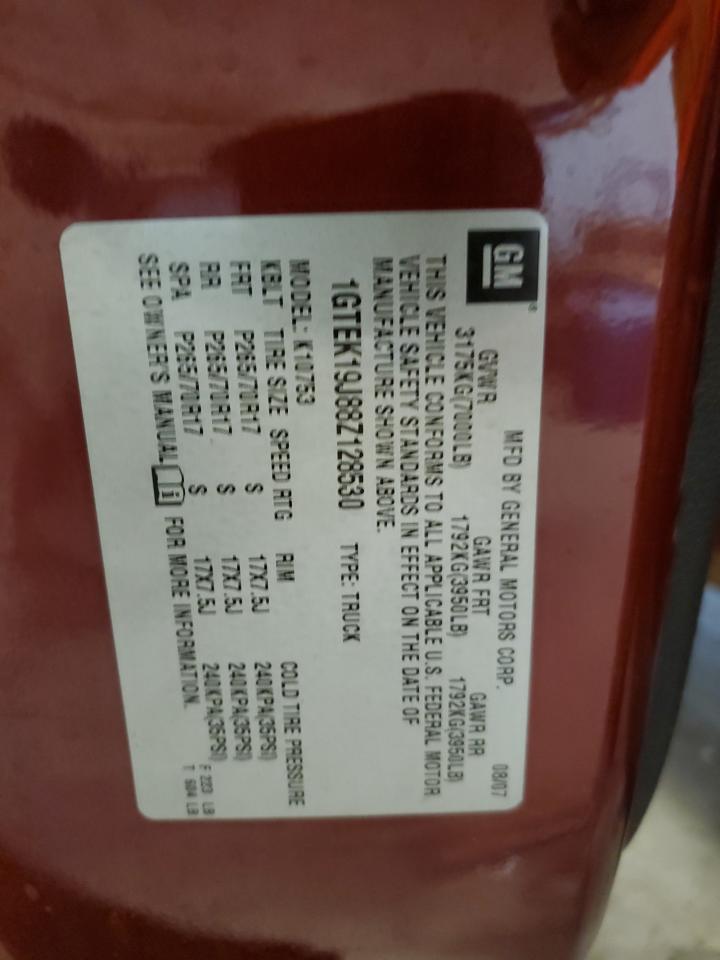 GM®
MFD BY GENERAL MOTORS CORP. 08/07
GVWR GAWR FRT GAWR RR
3175KG(7000LB) 1792KG(3950LB) 1792KG(3950LB)
THIS VEHICLE CONFORMS TO ALL APPLICABLE U.S. FEDERAL MOTOR
VEHICLE SAFETY STANDARDS IN EFFECT ON THE DATE OF
MANUFACTURE SHOWN ABOVE.
1GTEK19J88Z128530 TYPE: TRUCK
MODEL: K10753
KBLT TIRE SIZE SPEED RTG RIM COLD TIRE PRESSURE
FRT P265/70R17 S 17X7.5J 240KPA(35PSI)
RR P265/70R17 S 17X7.5J 240KPA(35PSI)
SPA P265/70R17 S 17X7.5J 240KPA(35PSI)
SEE OWNER'S MANUAL FOR MORE INFORMATION.
F 223 LB
T 604 LB